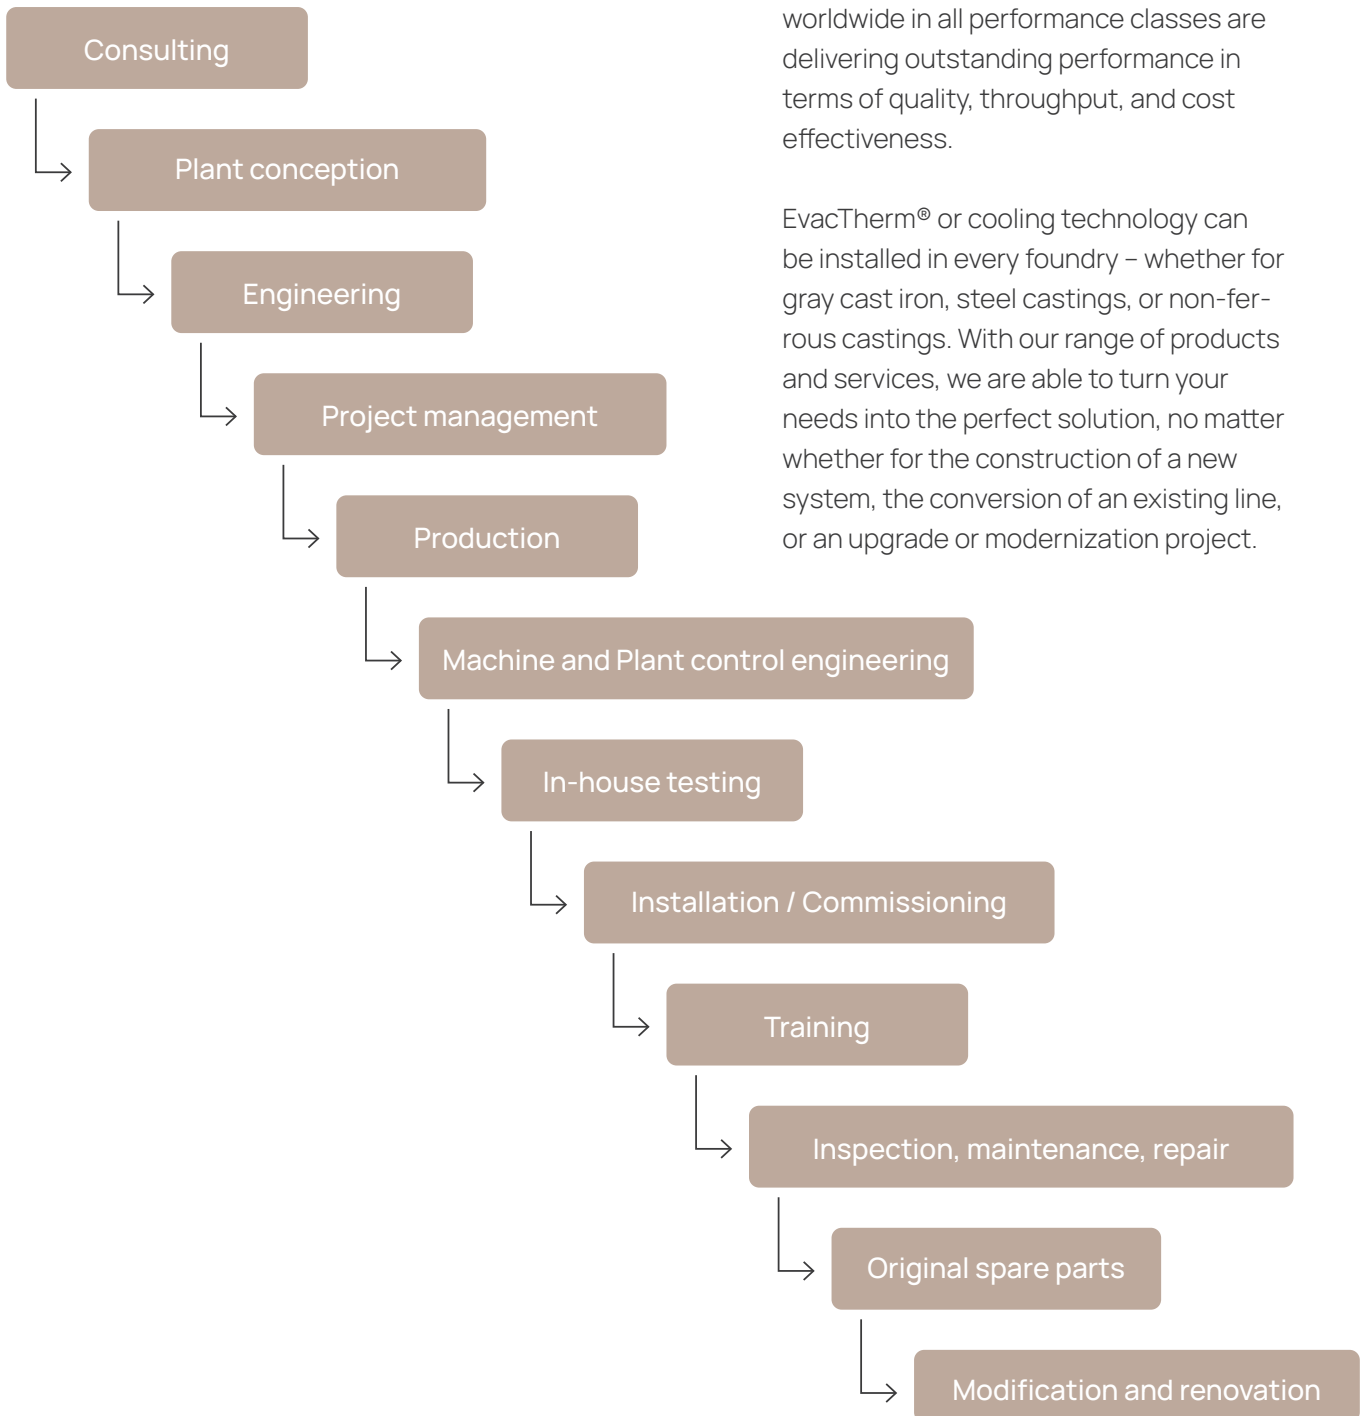 Consulting
Plant conception
Engineering
Project management
Production
Machine and Plant control engineering
In-house testing
Installation / Commissioning
Training
Inspection, maintenance, repair
Original spare parts
Modification and renovation
worldwide in all performance classes are
delivering outstanding performance in
terms of quality, throughput, and cost
effectiveness.
EvacTherm® or cooling technology can
be installed in every foundry – whether for
gray cast iron, steel castings, or non-fer-
rous castings. With our range of products
and services, we are able to turn your
needs into the perfect solution, no matter
whether for the construction of a new
system, the conversion of an existing line,
or an upgrade or modernization project.